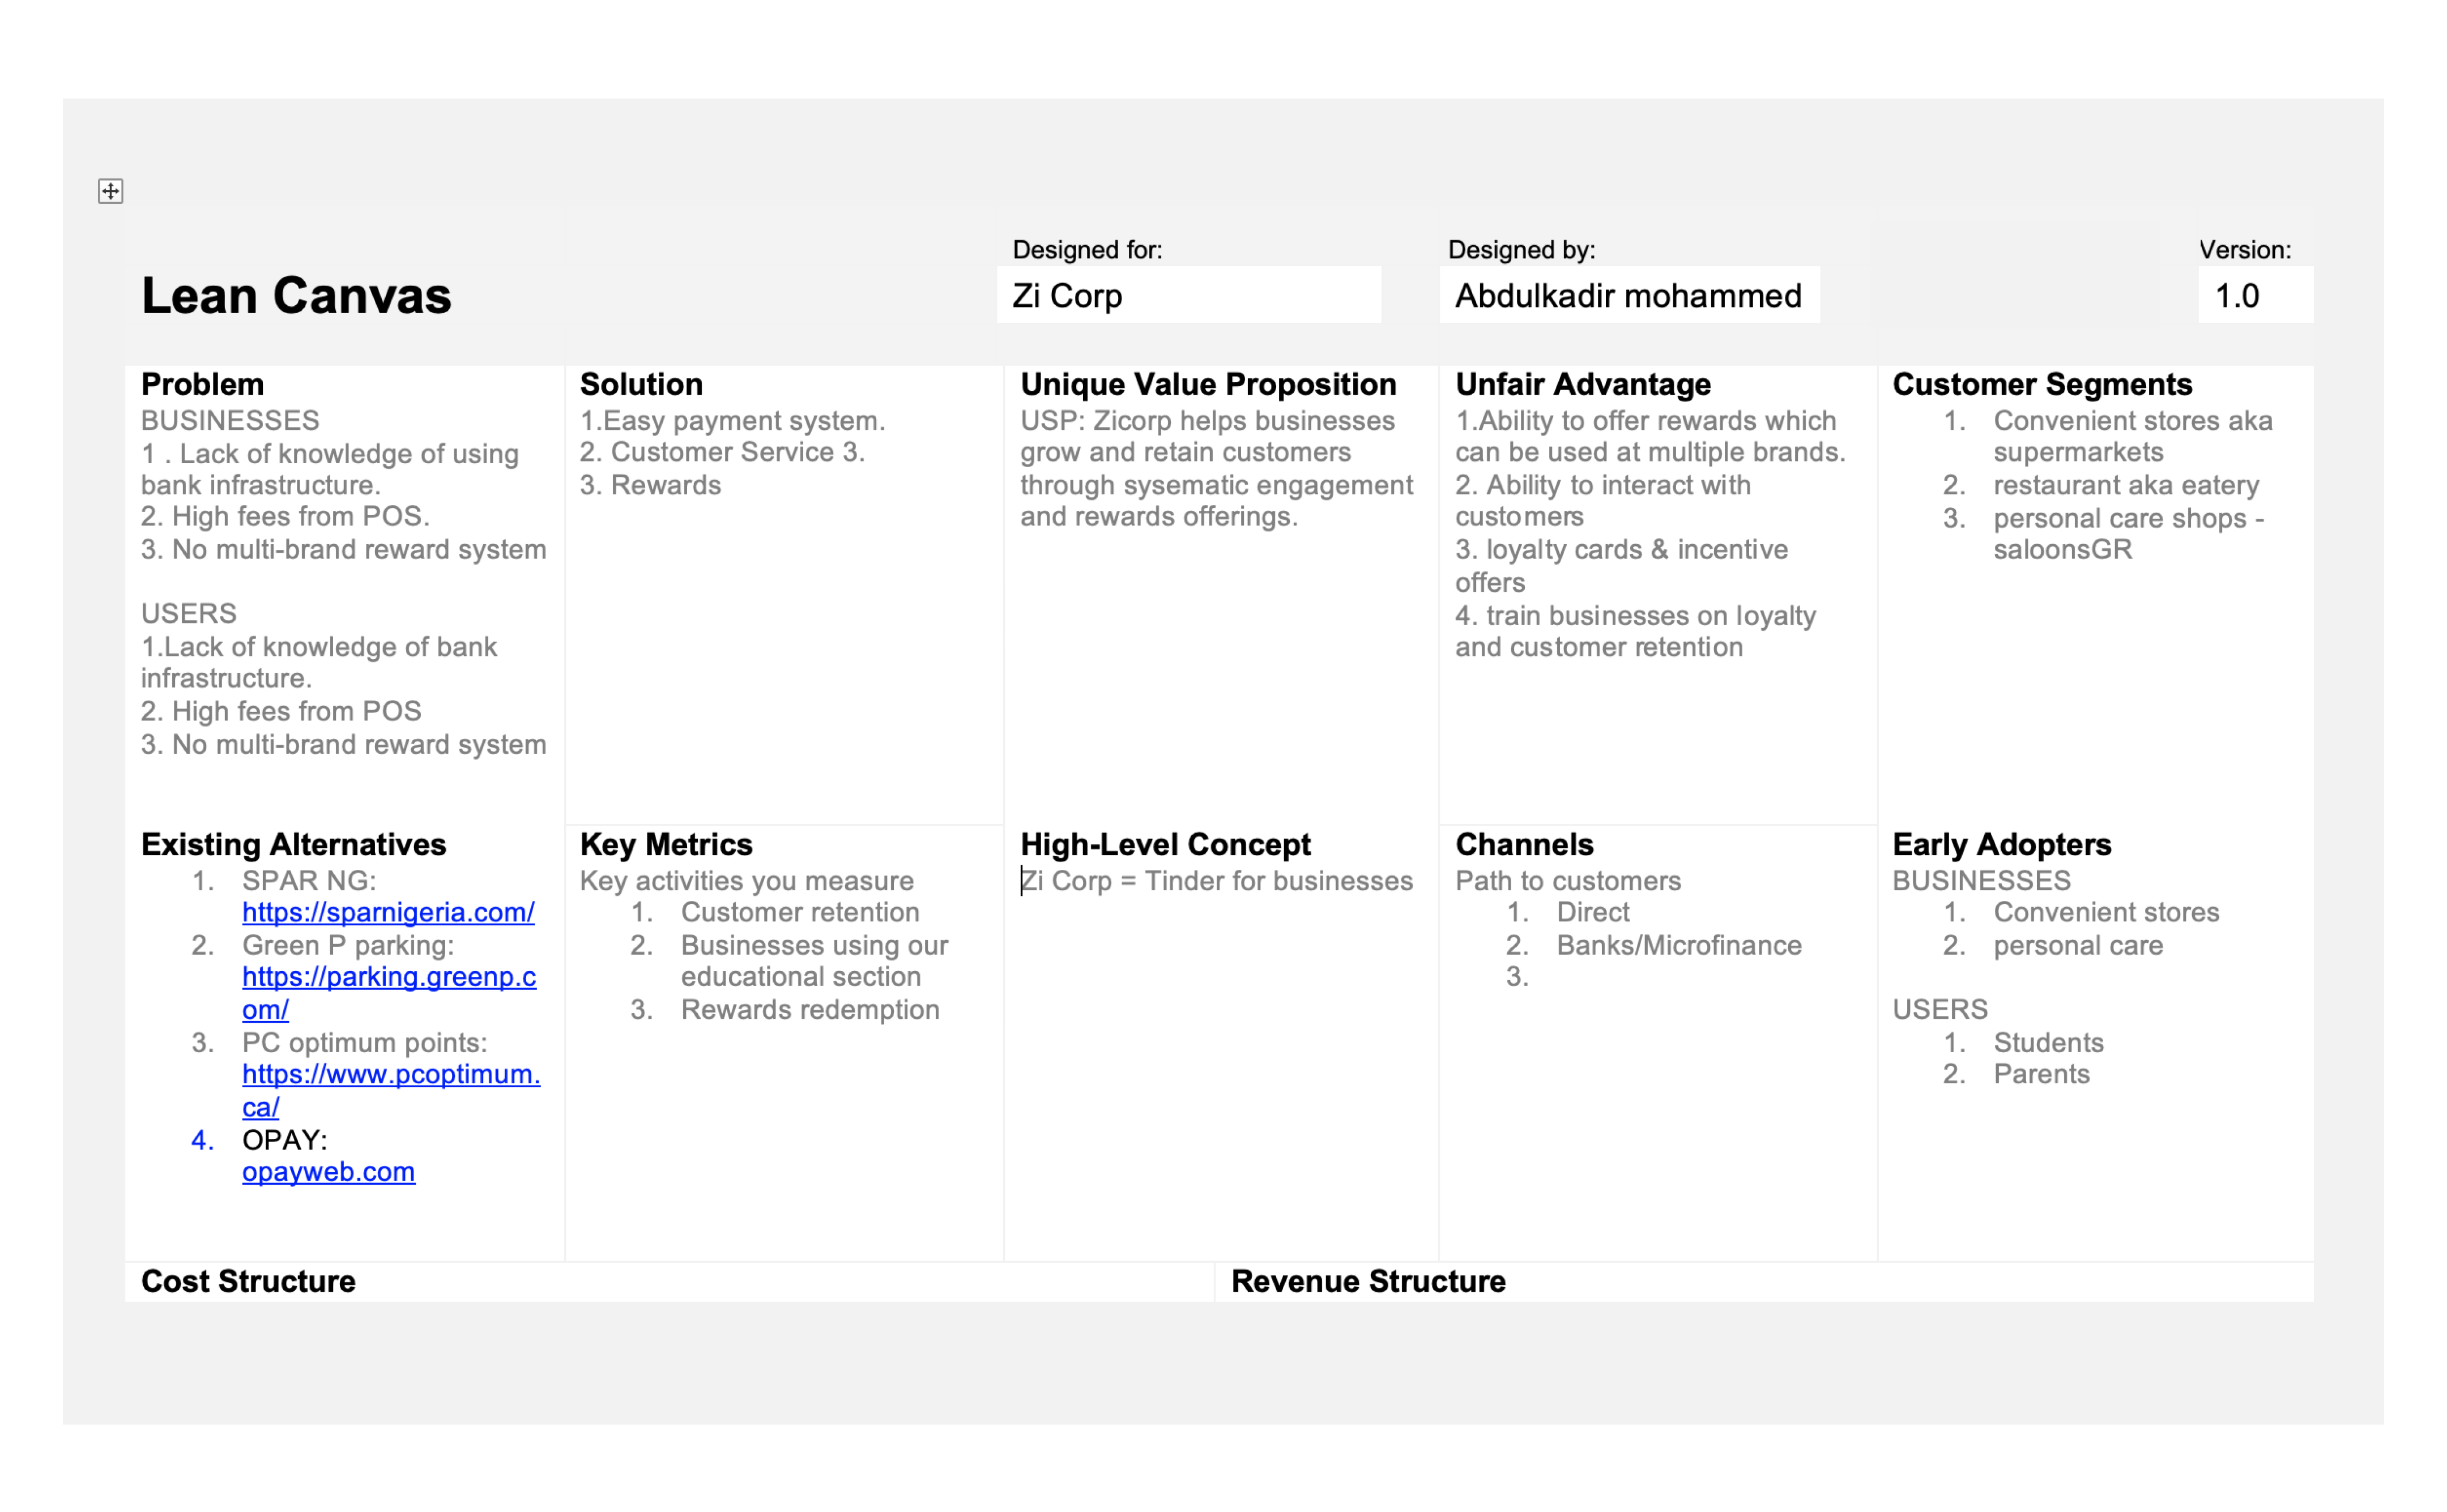 Lean Canvas
Designed for:
Zi Corp
Designed by:
Abdulkadir mohammed
Version:
1.0
Problem
BUSINESSES
1 . Lack of knowledge of using
bank infrastructure.
2. High fees from POS.
3. No multi-brand reward system
USERS
1.Lack of knowledge of bank
infrastructure.
2. High fees from POS
3. No multi-brand reward system
Solution
1.Easy payment system.
2. Customer Service 3.
3. Rewards
Unique Value Proposition
USP: Zicorp helps businesses
grow and retain customers
through sysematic engagement
and rewards offerings.
Unfair Advantage
1.Ability to offer rewards which
can be used at multiple brands.
2. Ability to interact with
customers
3. loyalty cards & incentive
offers
4. train businesses on loyalty
and customer retention
Customer Segments
1. Convenient stores aka
supermarkets
2. restaurant aka eatery
3. personal care shops -
saloonsGR
Existing Alternatives
1. SPAR NG:
https://sparnigeria.com/
2. Green P parking:
https://parking.greenp.c
om/
3. PC optimum points:
https://www.pcoptimum.
ca/
4. OPAY:
opayweb.com
Key Metrics
Key activities you measure
1. Customer retention
2. Businesses using our
educational section
3. Rewards redemption
High-Level Concept
Zi Corp = Tinder for businesses
Channels
Path to customers
1. Direct
2. Banks/Microfinance
3.
Early Adopters
BUSINESSES
1. Convenient stores
2. personal care
USERS
1. Students
2. Parents
Cost Structure
Revenue Structure